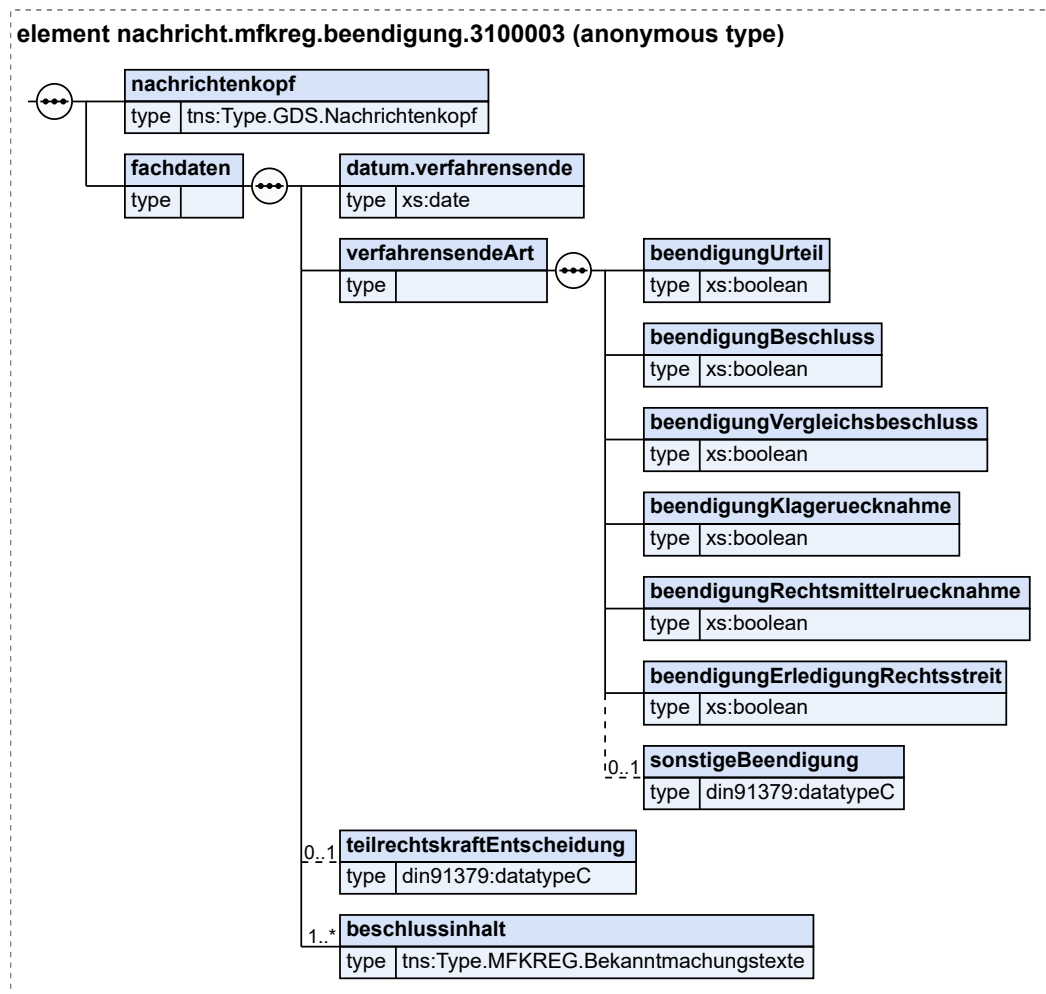 element nachricht.mfkreg.beendigung.3100003 (anonymous type)
nachrichtenkopf
type tns:Type.GDS.Nachrichtenkopf
fachdaten
type
datum.verfahrensende
type xs:date
verfahrensendeArt
type
beendigungUrteil
type xs:boolean
beendigungBeschluss
type xs:boolean
beendigungVergleichsbeschluss
type xs:boolean
beendigungKlageruecknahme
type xs:boolean
beendigungRechtsmittelruecknahme
type xs:boolean
beendigungErledigungRechtsstreit
type xs:boolean
0..1
sonstigeBeendigung
type din91379:datatypeC
0..1
teilrechtskraftEntscheidung
type din91379:datatypeC
1..*
beschlussinhalt
type tns:Type.MFKREG.Bekanntmachungstexte